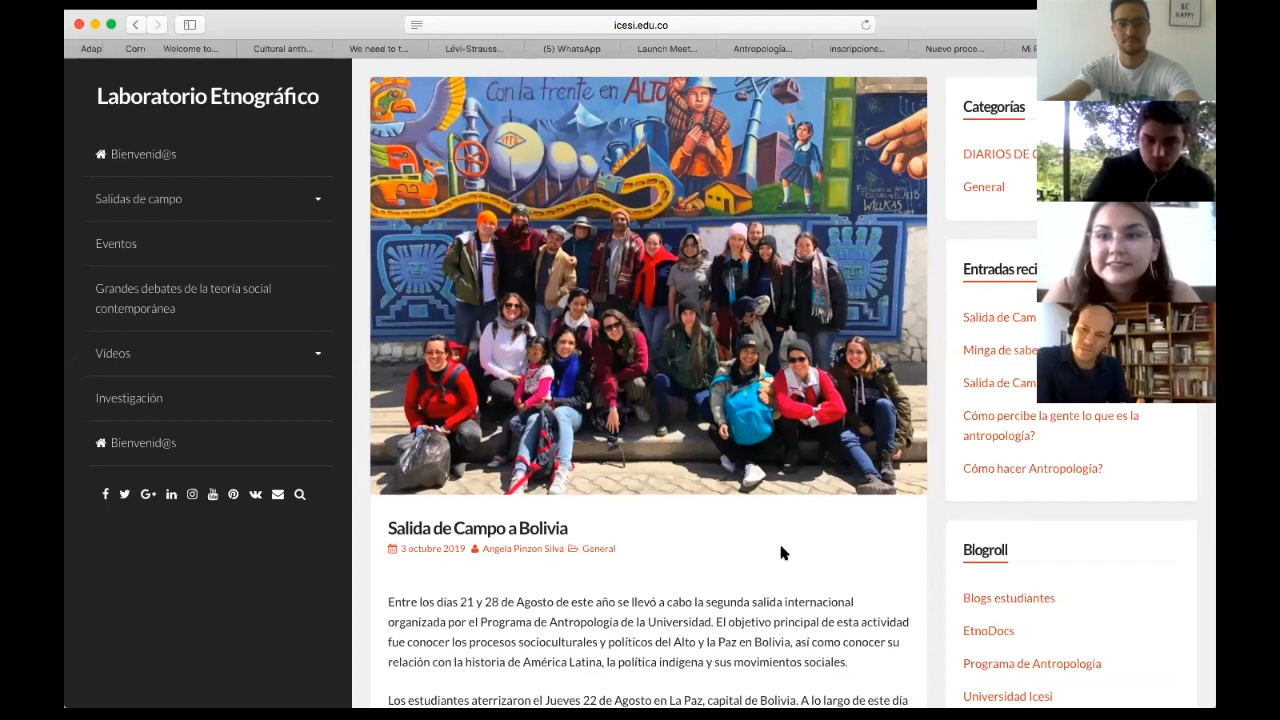 icesi.edu.co
Adap
Corr
Welcome to...
Cultural anth...
We need to t...
Lévi-Strauss...
(5) WhatsApp
Launch Meet...
Antropología...
inscripcione...
Nuevo proce...
Laboratorio Etnográfico
Bienvenid@s
Salidas de campo
Eventos
Grandes debates de la teoría social
contemporánea
Vídeos
Investigación
Bienvenid@s
Con la frente en ALTO
WILLKAS
Salida de Campo a Bolivia
3 octubre 2019 Angela Pinzon Silva General
Entre los días 21 y 28 de Agosto de este año se llevó a cabo la segunda salida internacional
organizada por el Programa de Antropología de la Universidad. El objetivo principal de esta actividad
fue conocer los procesos socioculturales y políticos del Alto y la Paz en Bolivia, así como conocer su
relación con la historia de América Latina, la política indígena y sus movimientos sociales.
Los estudiantes aterrizaron el Jueves 22 de Agosto en La Paz, capital de Bolivia. A lo largo de este día
Categorías
DIARIOS DE
General
Entradas reci
Salida de Cam
Minga de sabe
Salida de Cam
Cómo percibe la gente lo que es la
antropología?
Cómo hacer Antropología?
Blogroll
Blogs estudiantes
EtnoDocs
Programa de Antropología
Universidad Icesi
BE
HAPPY